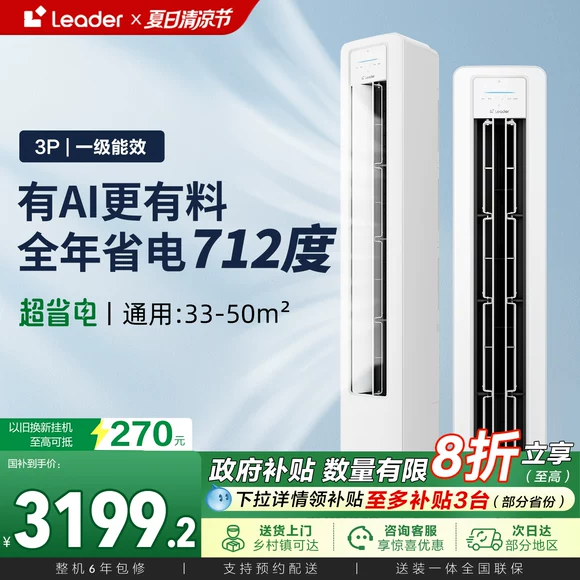 Leader × 夏日清凉节
3P | 一级能效
有AI更有料
全年省电712度
超省电 | 通用:33-50m²
Leader
以旧换新挂机
至高可抵
270元
国补到手价:
¥3199.2
政府补贴 数量有限 8折 立享
(至高)
下拉详情领补贴 至多补贴3台 (部分省份)
送货上门
乡村镇可达
咨询客服
享惊喜优惠
次日达
部分地区
整机6年包修
支持预约配送
送装一体全国联保